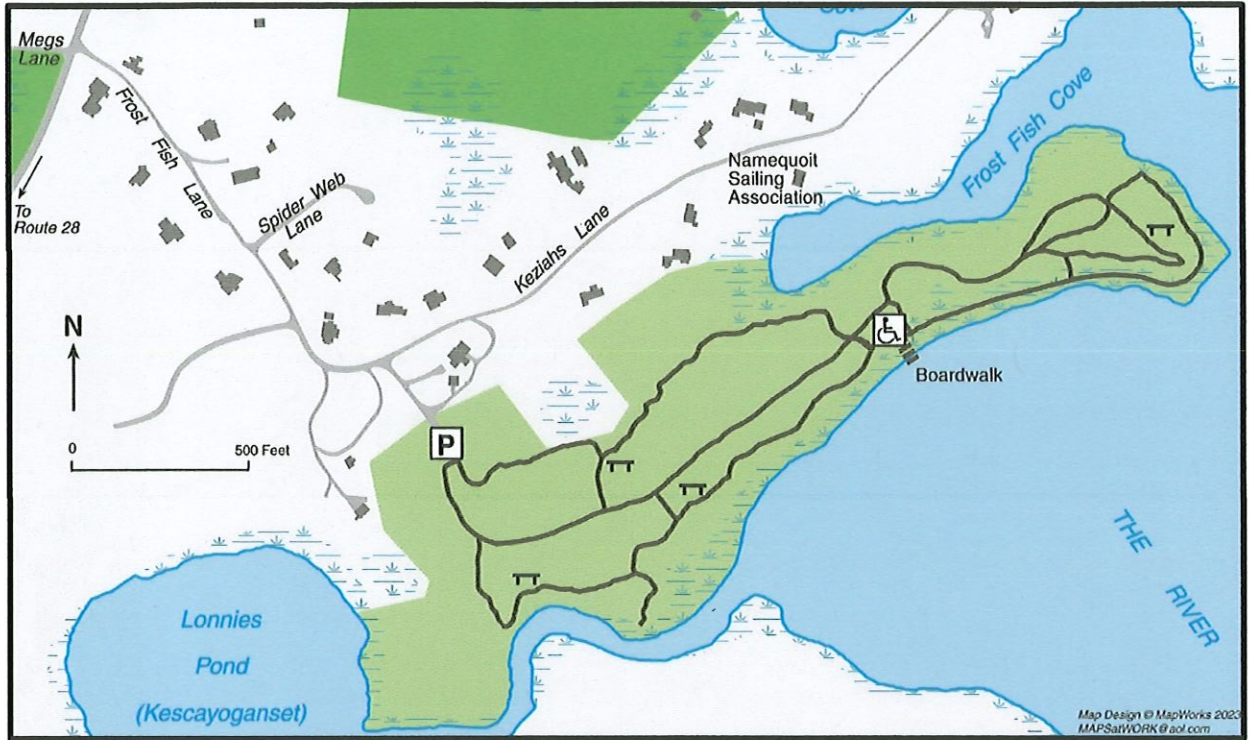 Megs
Lane
Cove
Frost Fish Lane
Frost Fish Cove
To
Route 28
Spider Web
Lane
Namequoit
Sailing
Association
Keziahs Lane
N
0
500 Feet
P
Boardwalk
THE
RIVER
Lonnies
Pond
(Kescayoganset)
Map Design © MapWorks 2023
MAPSatWORK@aol.com